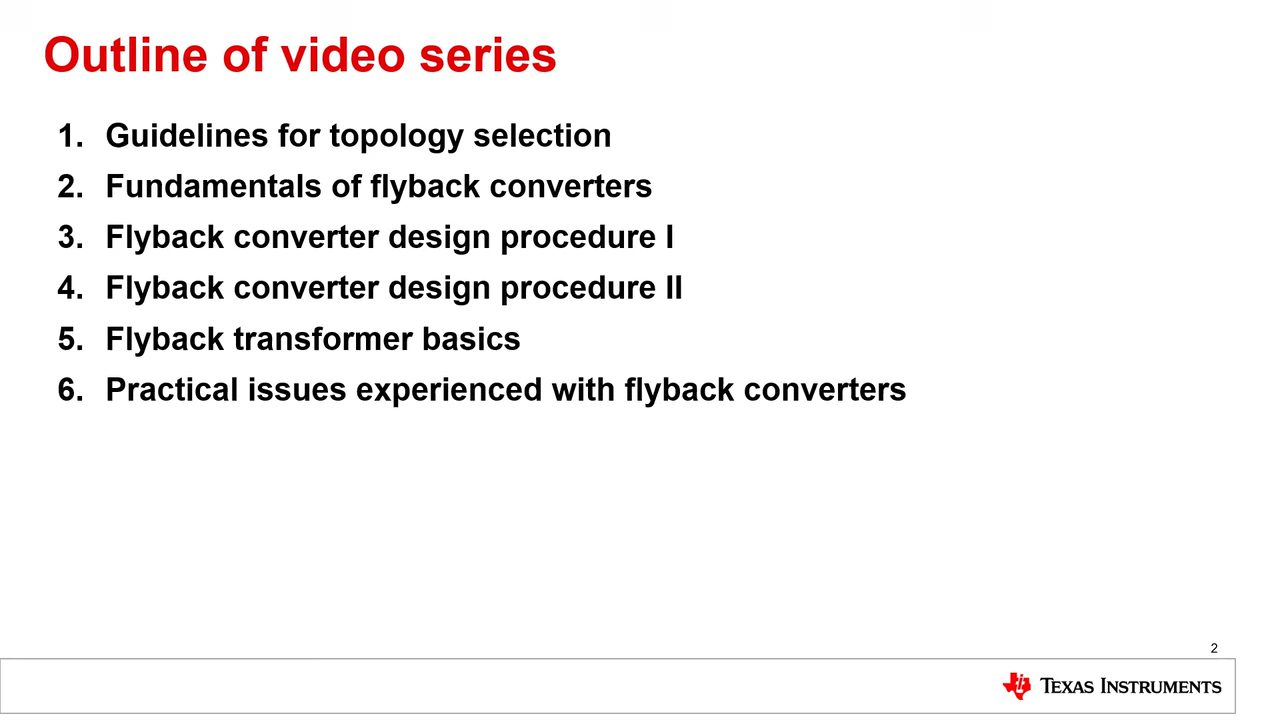 Outline of video series
1. Guidelines for topology selection
2. Fundamentals of flyback converters
3. Flyback converter design procedure I
4. Flyback converter design procedure II
5. Flyback transformer basics
6. Practical issues experienced with flyback converters
2
TEXAS INSTRUMENTS